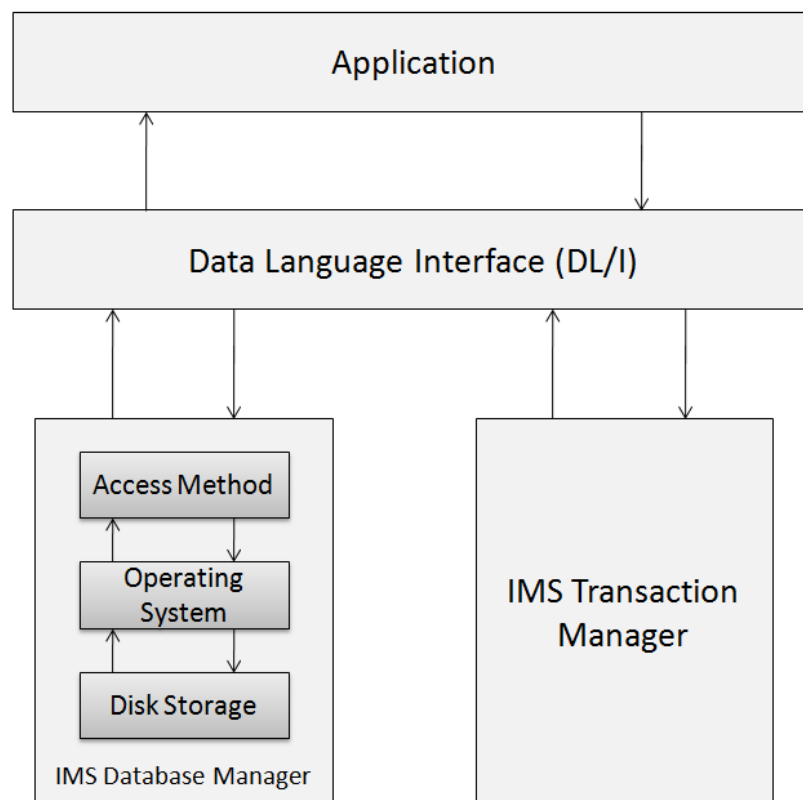 Application
Data Language Interface (DL/I)
Access Method
Operating
System
Disk Storage
IMS Database Manager
IMS Transaction
Manager